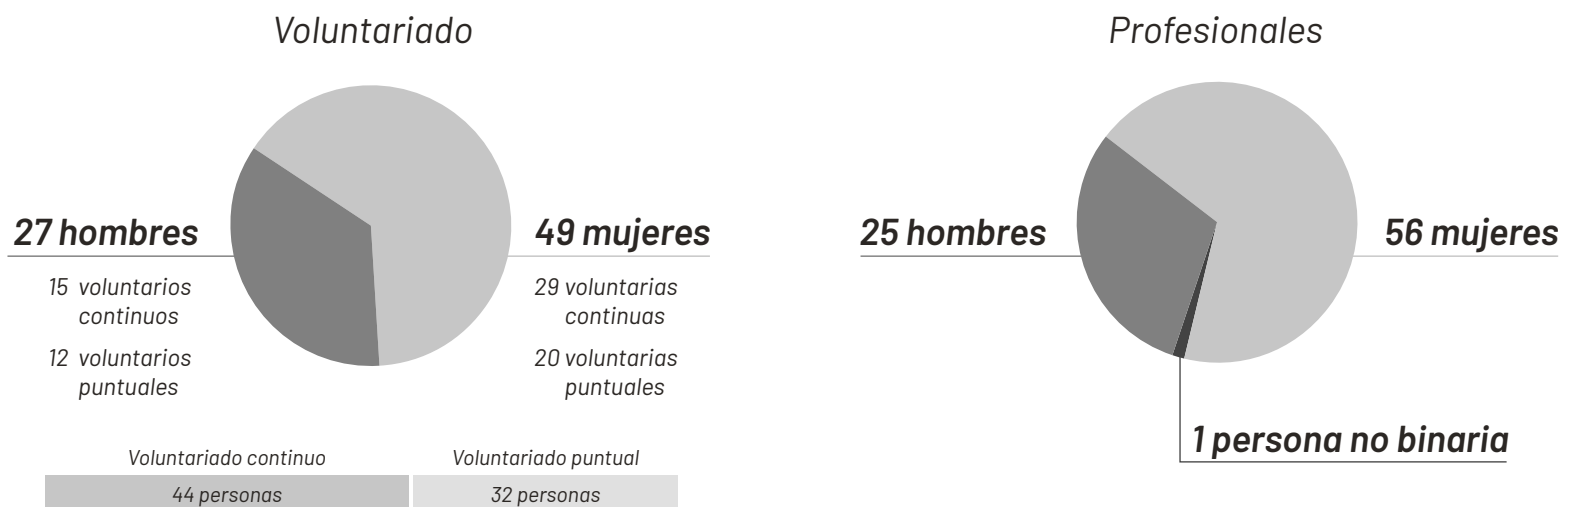 Voluntariado
27 hombres
15 voluntarios
continuos
12 voluntarios
puntuales
49 mujeres
29 voluntarias
continuas
20 voluntarias
puntuales
Voluntariado continuo
44 personas
Voluntariado puntual
32 personas
Profesionales
25 hombres
56 mujeres
1 persona no binaria